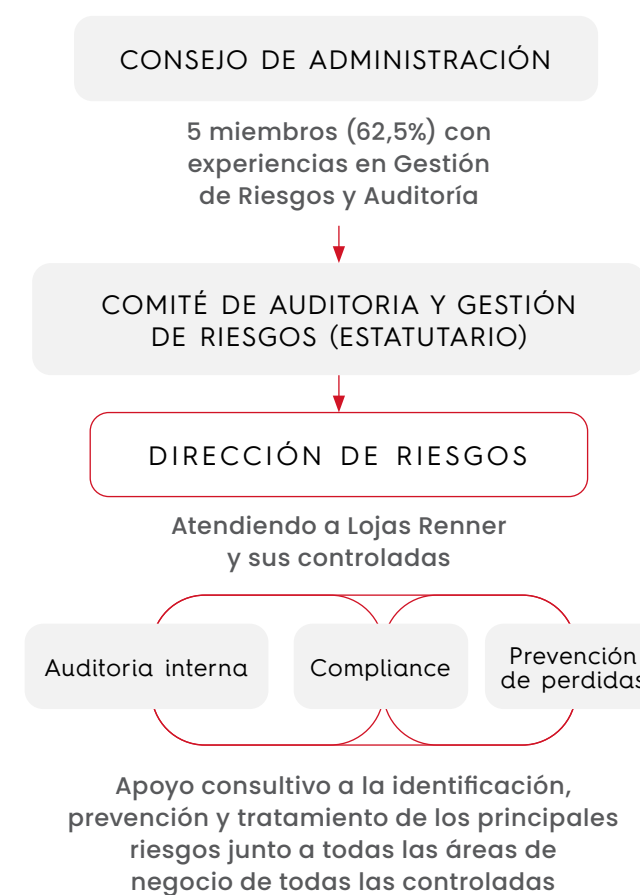 CONSEJO DE ADMINISTRACIÓN
5 miembros (62,5%) con
experiencias en Gestión
de Riesgos y Auditoría
COMITÉ DE AUDITORIA Y GESTIÓN
DE RIESGOS (ESTATUTARIO)
DIRECCIÓN DE RIESGOS
Atendiendo a Lojas Renner
y sus controladas
Auditoria interna
Compliance
Prevención
de perdidas
Apoyo consultivo a la identificación,
prevención y tratamiento de los principales
riesgos junto a todas las áreas de
negocio de todas las controladas